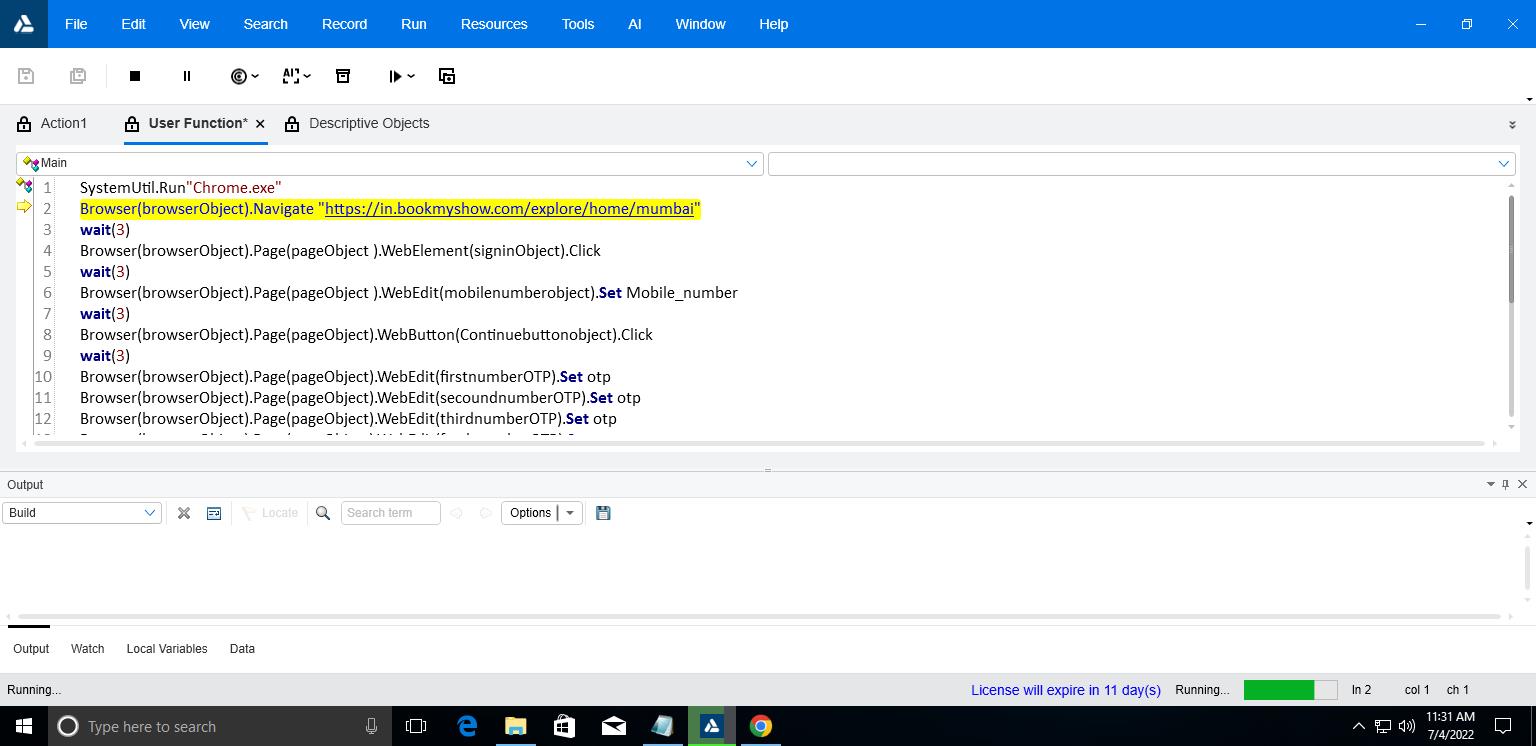 File Edit View Search Record Run Resources Tools AI Window Help
Action1 User Function* Descriptive Objects
Main
1 SystemUtil.Run"Chrome.exe"
2 Browser(browserObject).Navigate "https://in.bookmyshow.com/explore/home/mumbai"
3 wait(3)
4 Browser(browserObject).Page(pageObject ).WebElement(signinObject).Click
5 wait(3)
6 Browser(browserObject).Page(pageObject ).WebEdit(mobilenumberobject).Set Mobile_number
7 wait(3)
8 Browser(browserObject).Page(pageObject).WebButton(Continuebuttonobject).Click
9 wait(3)
10 Browser(browserObject).Page(pageObject).WebEdit(firstnumberOTP).Set otp
11 Browser(browserObject).Page(pageObject).WebEdit(secoundnumberOTP).Set otp
12 Browser(browserObject).Page(pageObject).WebEdit(thirdnumberOTP).Set otp
Output
Build Locate Search term Options
Output Watch Local Variables Data
Running... License will expire in 11 day(s) Running... ln 2 col 1 ch 1
Type here to search
11:31 AM
7/4/2022